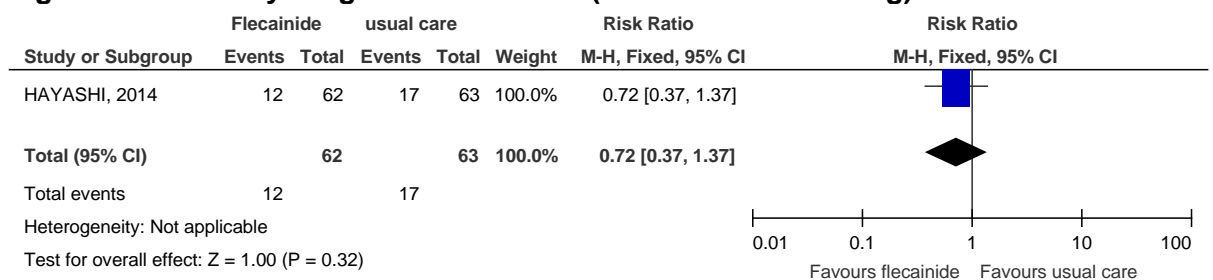 Flecainide usual care Risk Ratio Risk Ratio
Study or Subgroup Events Total Events Total Weight M-H, Fixed, 95% CI M-H, Fixed, 95% CI
HAYASHI, 2014 12 62 17 63 100.0% 0.72 [0.37, 1.37]
Total (95% CI) 62 63 100.0% 0.72 [0.37, 1.37]
Total events 12 17
Heterogeneity: Not applicable
Test for overall effect: Z = 1.00 (P = 0.32)
0.01 0.1 1 10 100
Favours flecainide Favours usual care